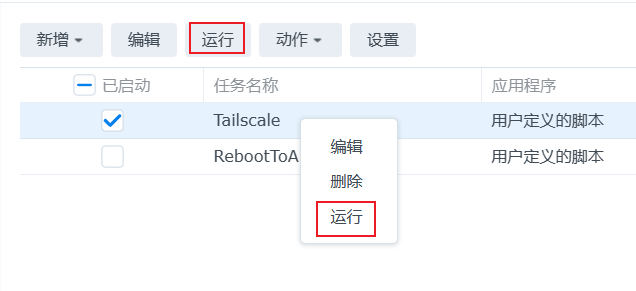 新增 编辑 运行 动作 设置
已启动 任务名称 应用程序
Tailscale 用户定义的脚本
编辑
RebootToA 用户定义的脚本
删除
运行